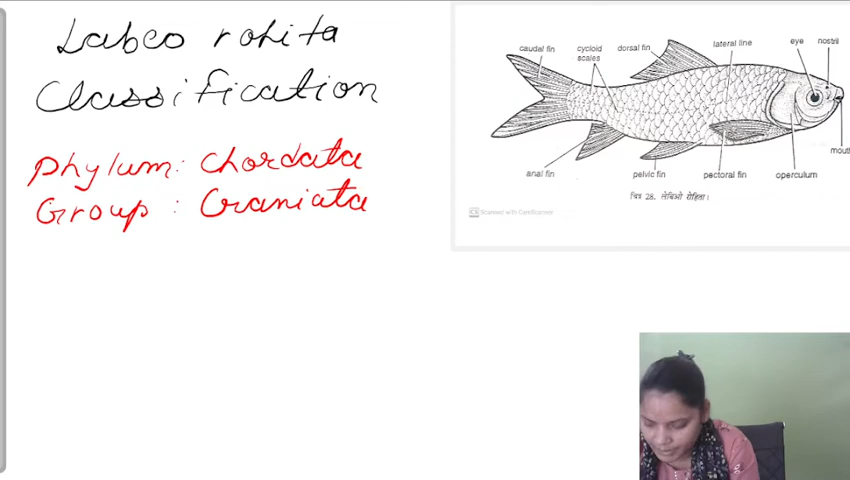 Labeo rohita
Classification
Phylum: Chordata
Group : Craniata
caudal fin
cycloid scales
dorsal fin
lateral line
eye
nostril
mouth
anal fin
pelvic fin
pectoral fin
operculum
चित्र 28. लेबिओ रोहिता।
CS Scanned with CamScanner